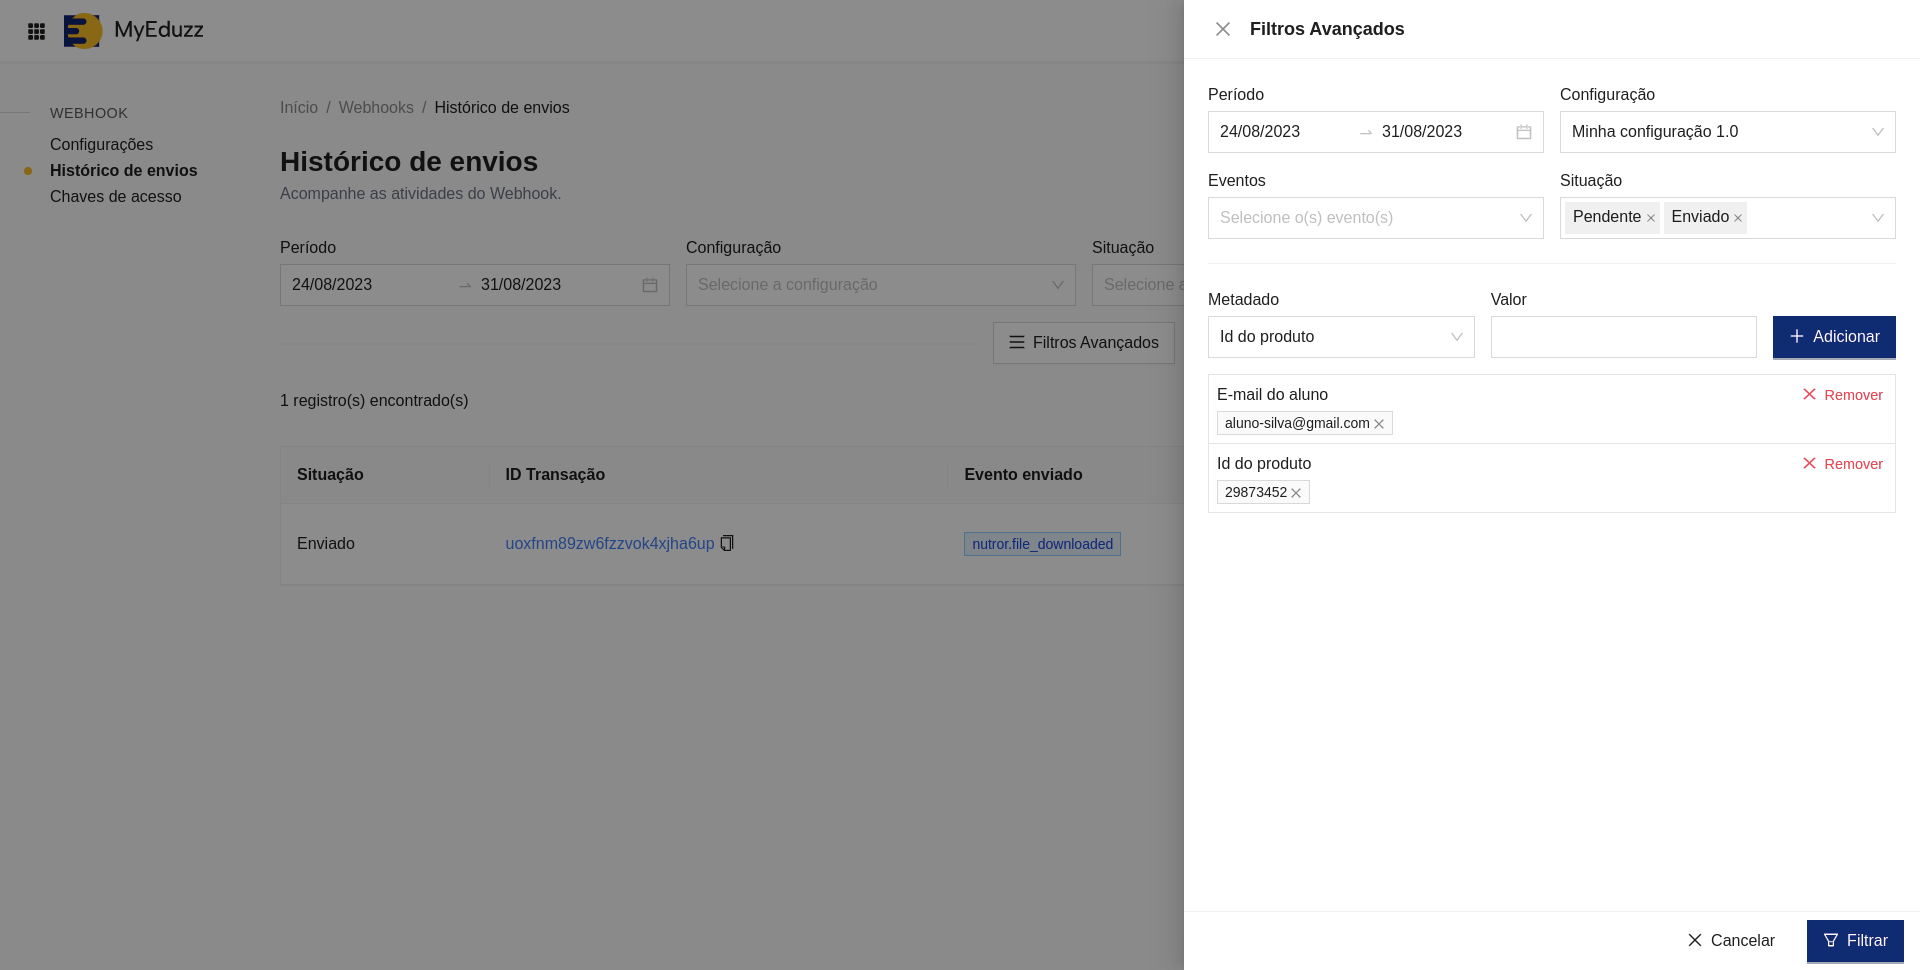 MyEduzz
WEBHOOK
Configurações
Histórico de envios
Chaves de acesso
Início / Webhooks / Histórico de envios
Histórico de envios
Acompanhe as atividades do Webhook.
Período Configuração Situação
24/08/2023 → 31/08/2023 Selecione a configuração Selecione
Filtros Avançados
1 registro(s) encontrado(s)
Situação ID Transação Evento enviado
Enviado uoxfnm89zw6fzzvok4xjha6up nutror.file_downloaded
Filtros Avançados
Período Configuração
24/08/2023 → 31/08/2023 Minha configuração 1.0
Eventos Situação
Selecione o(s) evento(s) Pendente Enviado
Metadado Valor
Id do produto Adicionar
E-mail do aluno Remover
aluno-silva@gmail.com
Id do produto Remover
29873452
Cancelar Filtrar